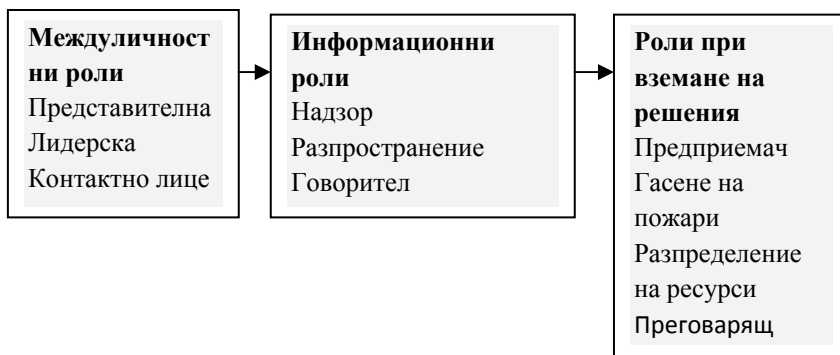 Междуличност
ни роли
Представителна
Лидерска
Контактно лице
Информационни
роли
Надзор
Разпространение
Говорител
Роли при
вземане на
решения
Предприемач
Гасене на
пожари
Разпределение
на ресурси
Преговарящ